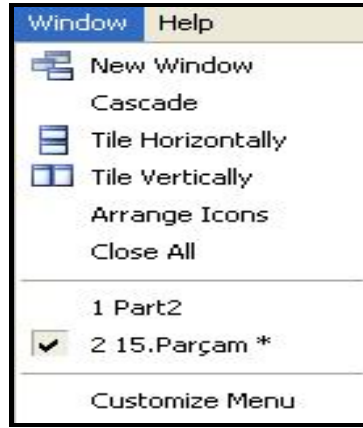 Window Help
New Window
Cascade
Tile Horizontally
Tile Vertically
Arrange Icons
Close All
1 Part2
2 15.Parçam *
Customize Menu